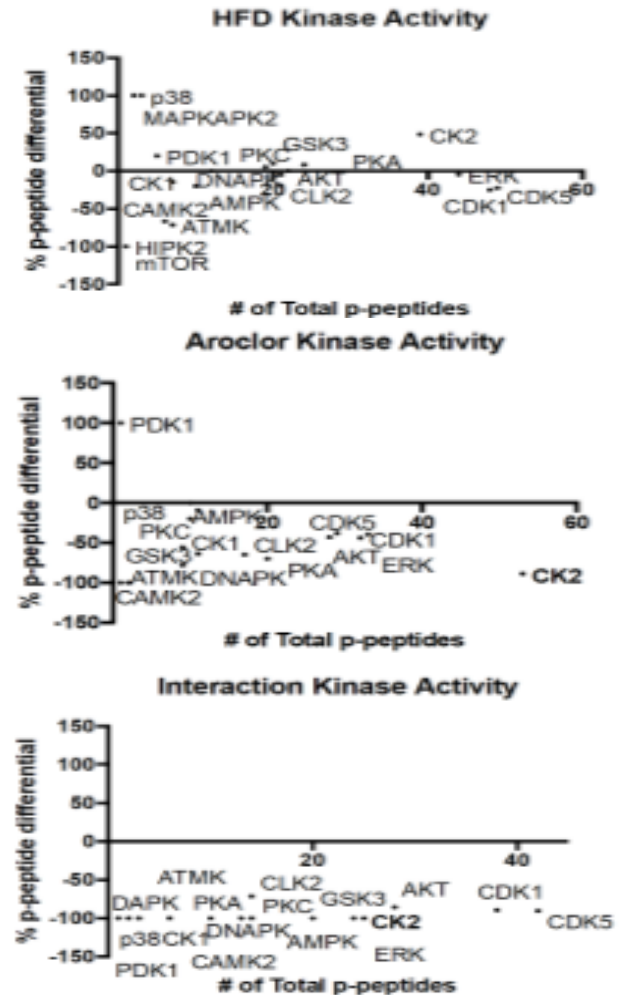 HFD Kinase Activity
150
100
50
0
-50
-100
-150
% p-peptide differential
p38
MAPKAPK2
GSK3
CK2
PDK1
PKC
PKA
CK1
DNAPK
AKT
20
40
ERK
60
CAMK2
AMPK
CLK2
CDK1
CDK5
ATMK
HIPK2
mTOR
# of Total p-peptides
Aroclor Kinase Activity
150
100
50
0
-50
-100
-150
% p-peptide differential
PDK1
p38
AMPK
20
CDK5
40
60
PKC
CK1
CLK2
CDK1
GSK3
AKT
ATMK
DNAPK
PKA
ERK
CK2
CAMK2
# of Total p-peptides
Interaction Kinase Activity
150
100
50
0
-50
-100
-150
% p-peptide differential
20
40
ATMK
CLK2
AKT
CDK1
DAPK
PKA
PKC
GSK3
p38
CK1
DNAPK
AMPK
CK2
CDK5
PDK1
CAMK2
ERK
# of Total p-peptides